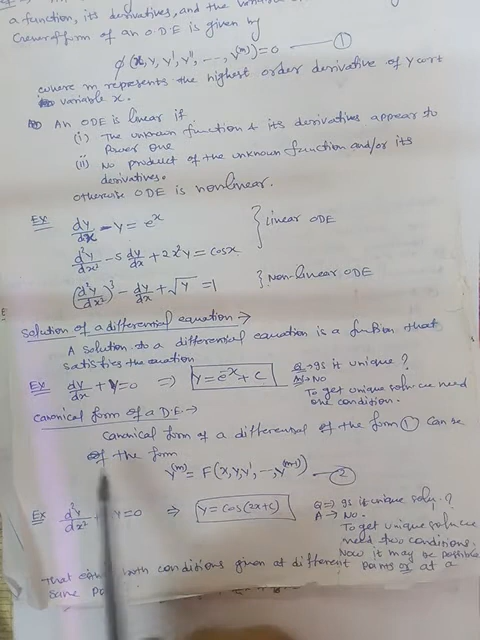 a function, its derivatives, and the
General form of an O.D.E is given by
φ(x, y, y', y'', ..., y^(m)) = 0 — ①
where m represents the highest order derivative of y w.r.t
variable x.
An ODE is linear if
(i) The unknown function & its derivatives appear to
Power one
(ii) No product of the unknown function and/or its
derivatives.
otherwise ODE is nonlinear.
Ex dy/dx - y = e^x } Linear ODE
d²y/dx² - 5 dy/dx + 2x²y = cosx
(d²y/dx²)³ - dy/dx + √y = 1 } Non-linear ODE
Solution of a differential equation →
A solution to a differential equation is a funtion that
satisfies the equation
Ex dy/dx + y = 0 ⇒ y = e^-x + c Q → is it unique?
A → No
To get unique soln we need
one condition.
Canonical form of a D.E →
Canonical form of a differential of the form ① can be
of the form
y^(m) = F(x, y, y', -, y^(m-1)) — ②
Ex d²y/dx² + y = 0 ⇒ y = cos(2x+c) Q ⇒ is it unique soln.?
A → No.
To get unique soln we
need two conditions.
Now it may be possible
that both conditions given at different points or at a
same